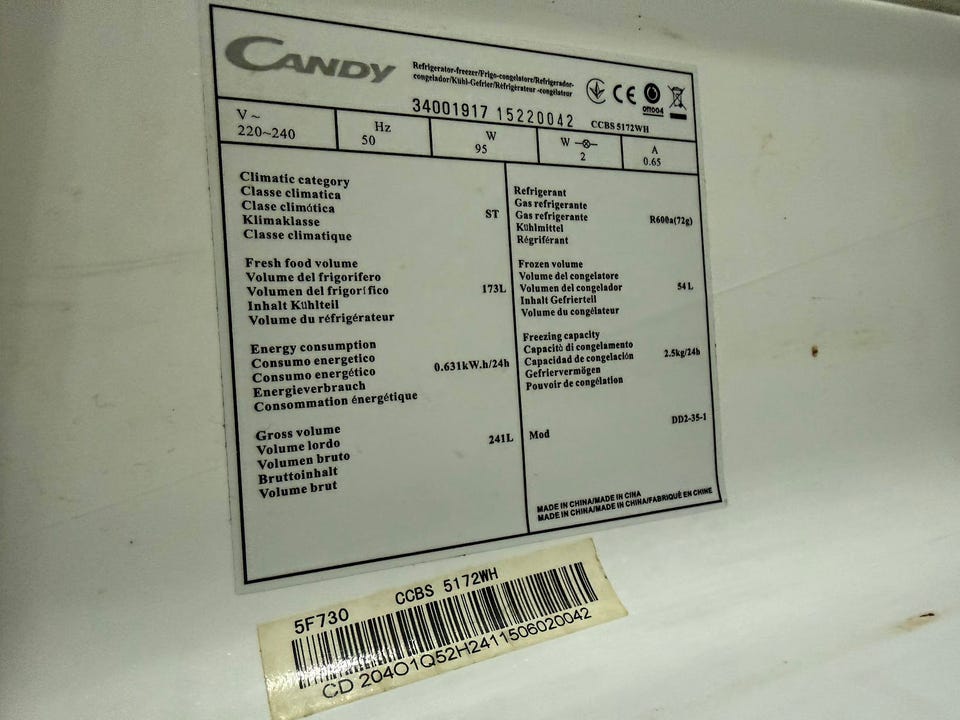 CANDY
Refrigerator-freezer/Frigo-congelatore/Refrigerador-
congelador/Kühl-Gefrier/Réfrigérateur -congélateur
34001917 15220042
CCBS 5172WH
V ~
220~240
Hz
50
W
95
W
2
A
0.65
Climatic category
Classe climatica
Clase climótica
Klimaklasse
Classe climatique
ST
Fresh food volume
Volume del frigorifero
Volumen del frigorífico
Inhalt Kühlteil
Volume du réfrigérateur
173L
Energy consumption
Consumo energetico
Consumo energético
Energieverbrauch
Consommation énergétique
0.631kW.h/24h
Gross volume
Volume lordo
Volumen bruto
Bruttoinhalt
Volume brut
241L
Refrigerant
Gas refrigerante
Gas refrigerante
Kühlmittel
Régriférant
R600a(72g)
Frozen volume
Volume del congelatore
Volumen del congelador
Inhalt Gefrierteil
Volume du congélateur
54 L
Freezing capacity
Capacitò di congelamento
Capacidad de congelación
Gefriervermögen
Pouvoir de congélation
2.5kg/24h
Mod
DD2-35-1
MADE IN CHINA/MADE IN CINA
MADE IN CHINA/MADE IN CHINA/FABRIQUÉ EN CHINE
5F730 CCBS 5172WH
CD 204O1Q52H2411506020042